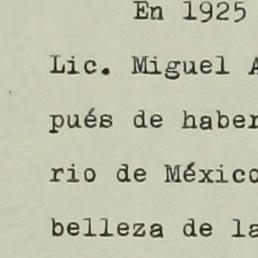 En 1925
Lic. Miguel A
pués de haber
rio de México
belleza de la